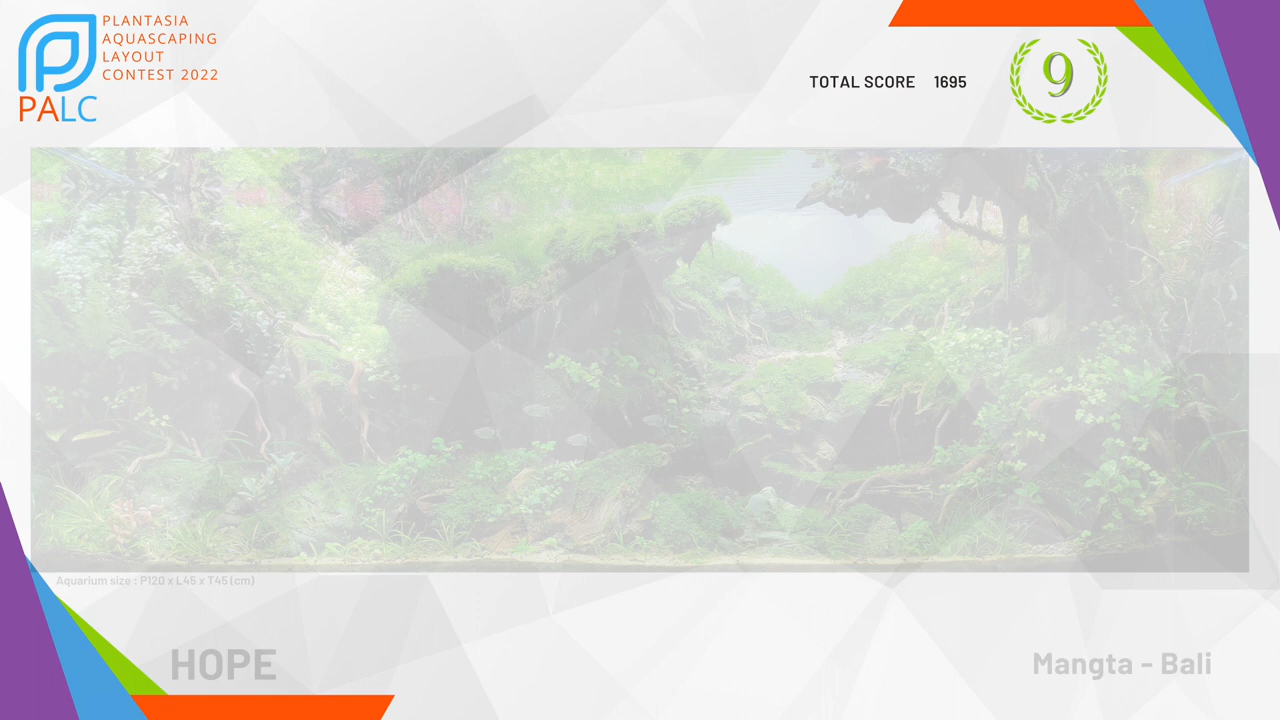 PLANTASIA
AQUASCAPING
LAYOUT
CONTEST 2022
PALC
TOTAL SCORE 1695
9
Aquarium size : P120 x L45 x T45 (cm)
HOPE
Mangta - Bali